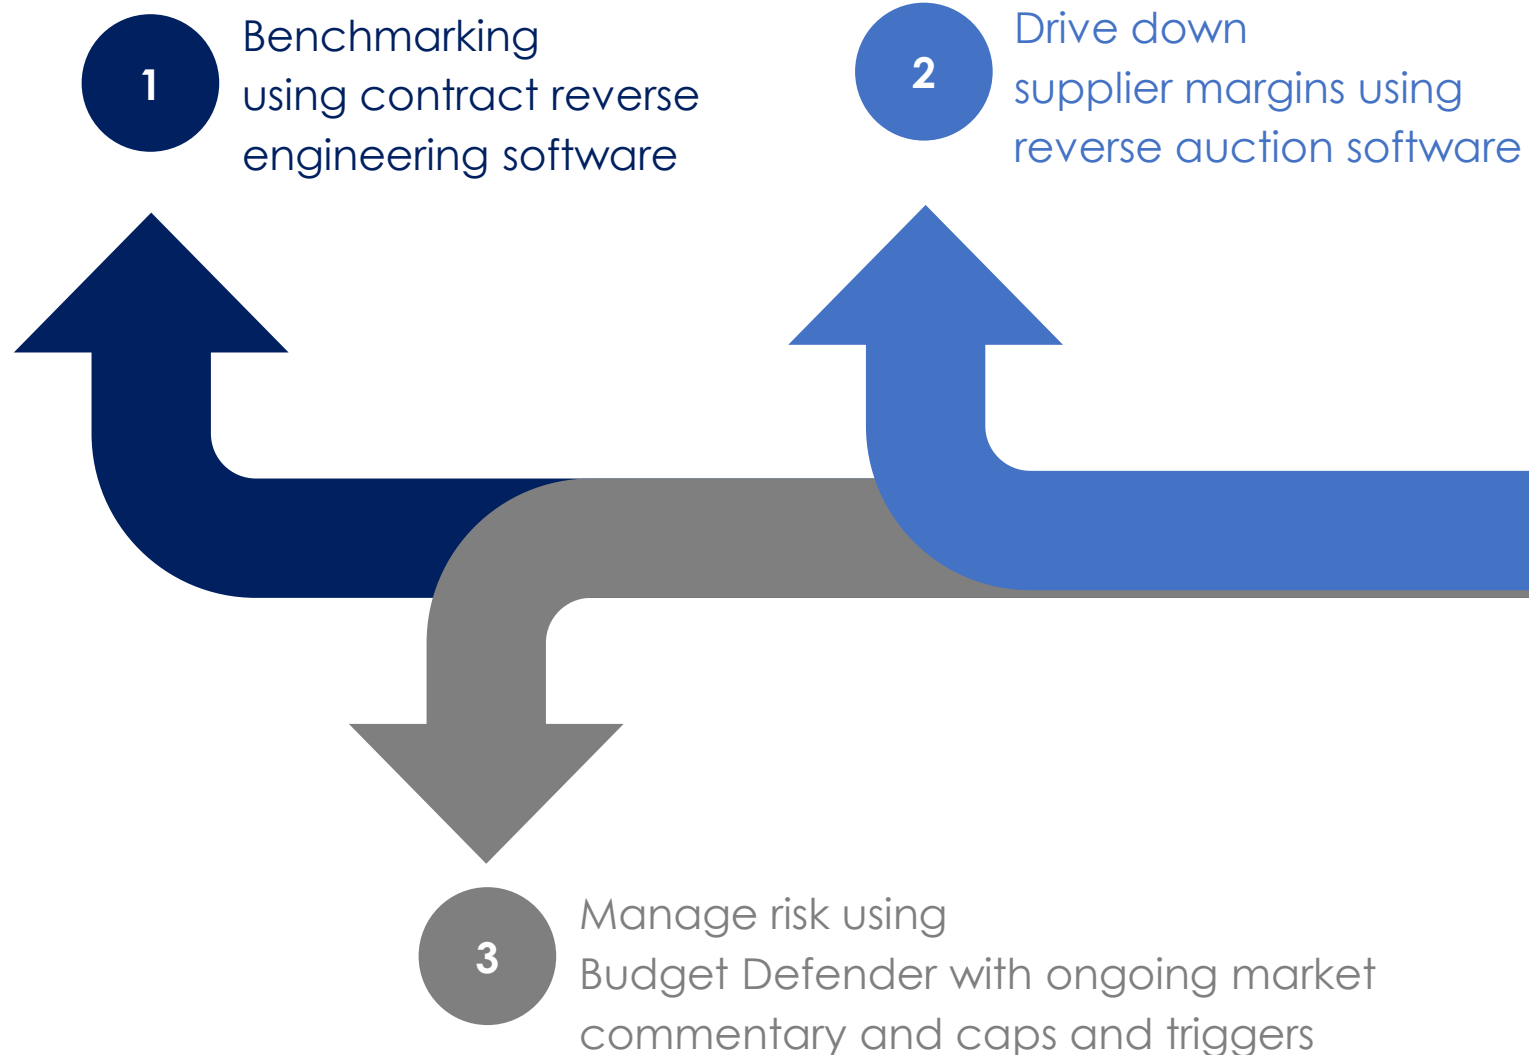 1
Benchmarking
using contract reverse
engineering software
2
Drive down
supplier margins using
reverse auction software
3
Manage risk using
Budget Defender with ongoing market
commentary and caps and triggers